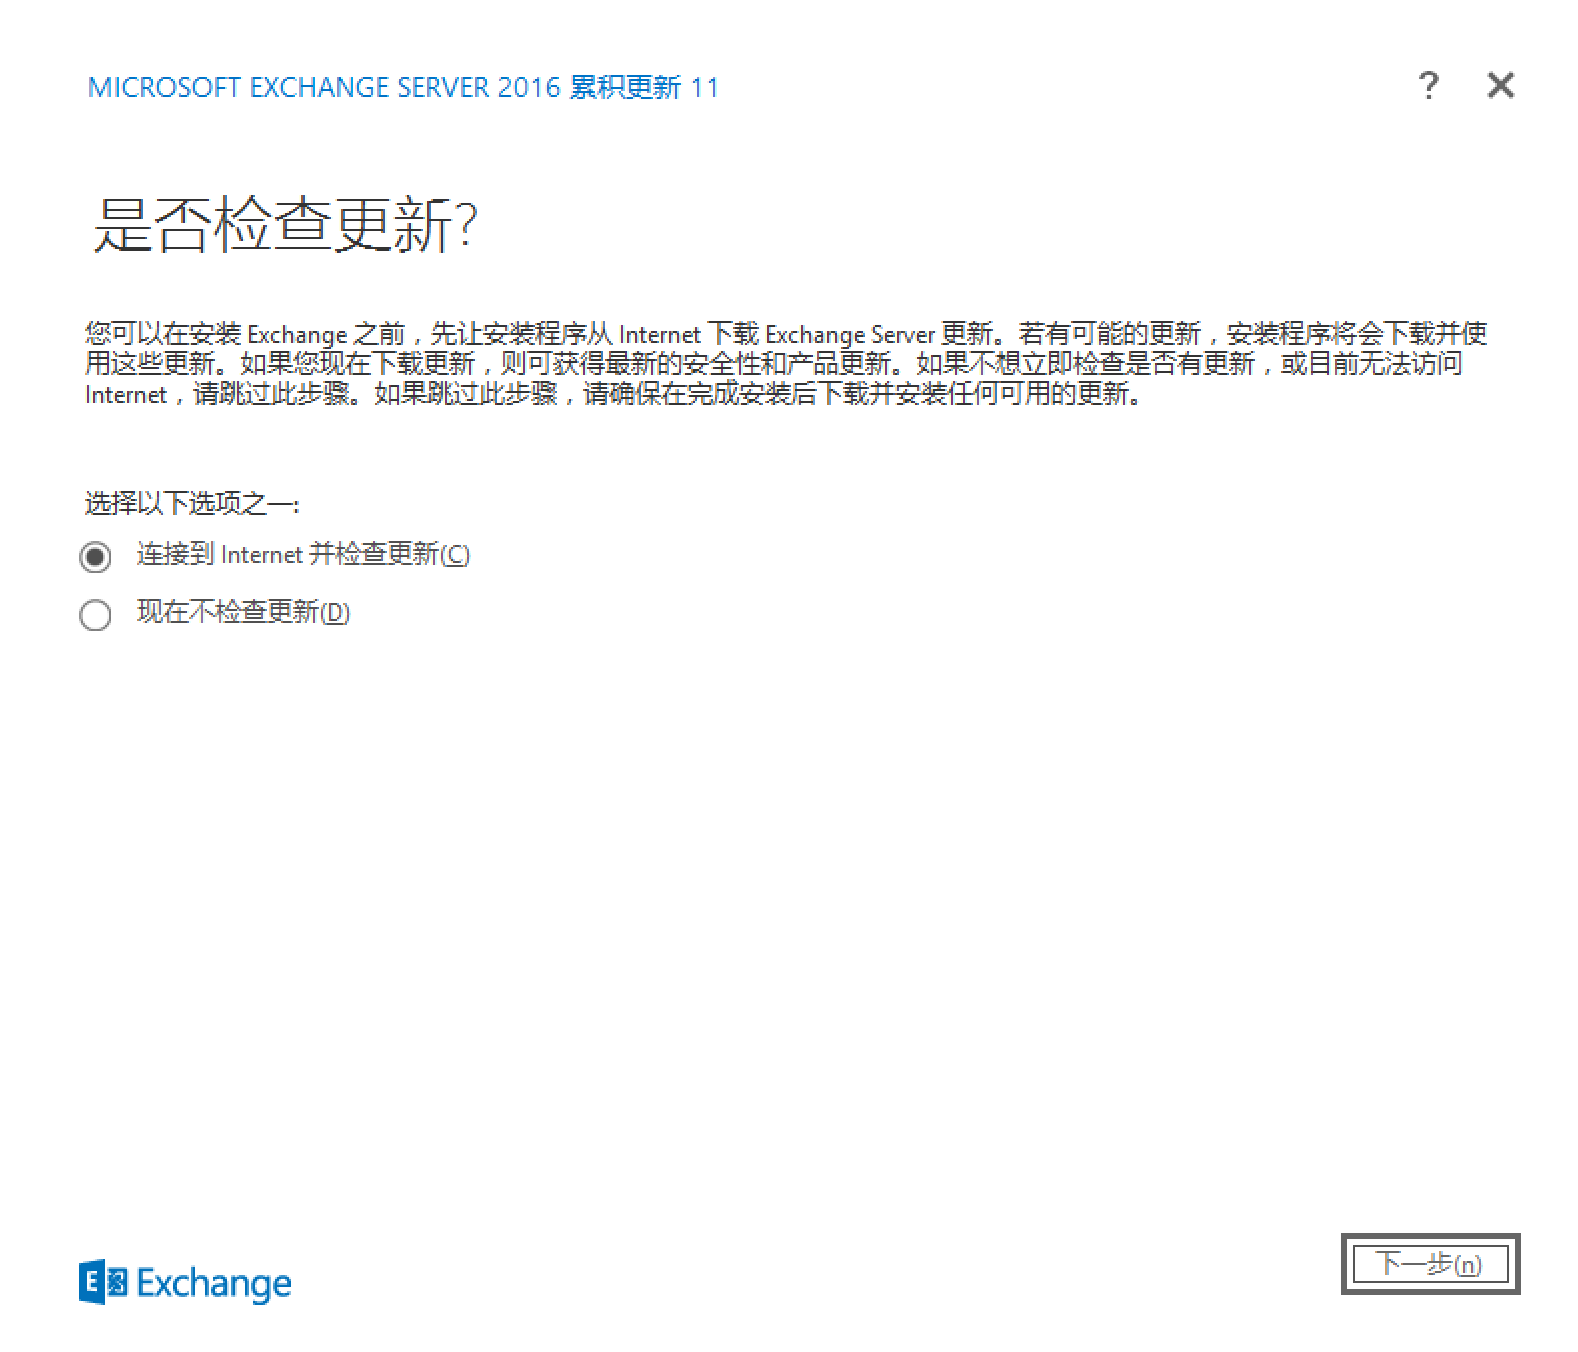 MICROSOFT EXCHANGE SERVER 2016 累积更新 11
?
是否检查更新?
您可以在安装 Exchange 之前，先让安装程序从 Internet 下载 Exchange Server 更新。若有可能的更新，安装程序将会下载并使
用这些更新。如果您现在下载更新，则可获得最新的安全性和产品更新。如果不想立即检查是否有更新，或目前无法访问
Internet，请跳过此步骤。如果跳过此步骤，请确保在完成安装后下载并安装任何可用的更新。
选择以下选项之一:
连接到 Internet 并检查更新(C)
现在不检查更新(D)
E Exchange
下一步(n)